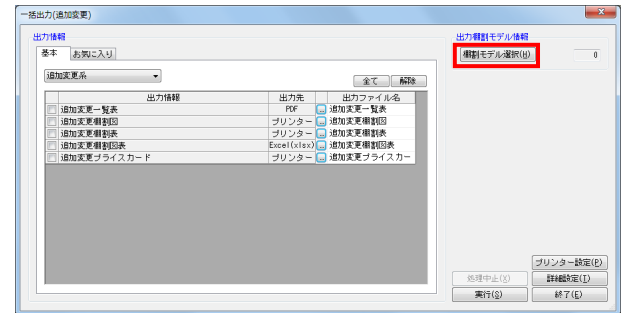 一括出力(追加変更)
出力情報
基本 お気に入り
追加変更系
全て 解除
出力情報 出力先 出力ファイル名
追加変更一覧表 PDF ... 追加変更一覧表
追加変更棚割図 プリンター ... 追加変更棚割図
追加変更棚割表 プリンター ... 追加変更棚割表
追加変更棚割図表 Excel(xlsx) ... 追加変更棚割図表
追加変更プライスカード プリンター ... 追加変更プライスカー
出力棚割モデル情報
棚割モデル選択(H) 0
プリンター設定(P)
処理中止(X) 詳細設定(T)
実行(S) 終了(E)